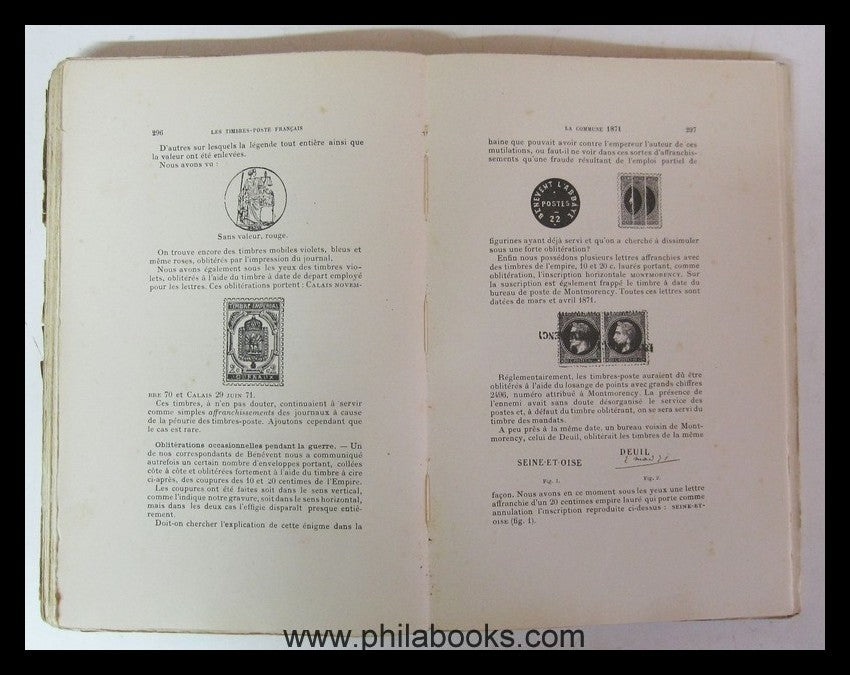 296
LES TIMBRES-POSTE FRANÇAIS
D'autres sur lesquels la légende tout entière ainsi que
la valeur ont été enlevées.
Nous avons vu :
Sans valeur, rouge.
On trouve encore des timbres mobiles violets, bleus et
même roses, oblitérés par l'impression du journal.
Nous avons également sous les yeux des timbres vio-
lets, oblitérés à l'aide du timbre à date de départ employé
pour les lettres. Ces oblitérations portent : CALAIS NOVEM-
TIMBRE IMPERIAL
JOURNAUX
BRE 70 et CALAIS 29 JUIN 71.
Ces timbres, à n'en pas douter, continuaient à servir
comme simples affranchissements des journaux à cause
de la pénurie des timbres-poste. Ajoutons cependant que
le cas est rare.
Oblitérations occasionnelles pendant la guerre. — Un
de nos correspondants de Benévent nous a communiqué
autrefois un certain nombre d'enveloppes portant, collées
côte à côte et oblitérées fortement à l'aide du timbre à cire
ci-après, des coupures des 10 et 20 centimes de l'Empire.
Les coupures ont été faites soit dans le sens vertical,
comme l'indique notre gravure, soit dans le sens horizontal,
mais dans les deux cas l'effigie disparaît presque entiè-
rement.
Doit-on chercher l'explication de cette énigme dans la
LA COMMUNE 1871
297
haine que pouvait avoir contre l'empereur l'auteur de ces
mutilations, ou faut-il ne voir dans ces sortes d'affranchis-
sements qu'une fraude résultant de l'emploi partiel de
BENEVENT L'ABBAYE
POSTES
22
figurines ayant déjà servi et qu'on a cherché à dissimuler
sous une forte oblitération?
Enfin nous possédons plusieurs lettres affranchies avec
des timbres de l'empire, 10 et 20 c. laurés portant, comme
oblitération, l'inscription horizontale MONTMORENCY. Sur
la suscription est également frappé le timbre à date du
bureau de poste de Montmorency. Toutes ces lettres sont
datées de mars et avril 1871.
Réglementairement, les timbres-poste auraient dû être
oblitérés à l'aide du losange de points avec grands chiffres
2496, numéro attribué à Montmorency. La présence de
l'ennemi avait sans doute désorganisé le service des
postes et, à défaut du timbre oblitérant, on se sera servi du
timbre des mandats.
A peu près à la même date, un bureau voisin de Mont-
morency, celui de Deuil, oblitérait les timbres de la même
SEINE-ET-OISE
DEUIL
Fig. 1.
Fig. 2.
façon. Nous avons en ce moment sous les yeux une lettre
affranchie d'un 20 centimes empire lauré qui porte comme
annulation l'inscription reproduite ci-dessus : SEINE-ET-
OISE (fig. 1).
www.philabooks.com